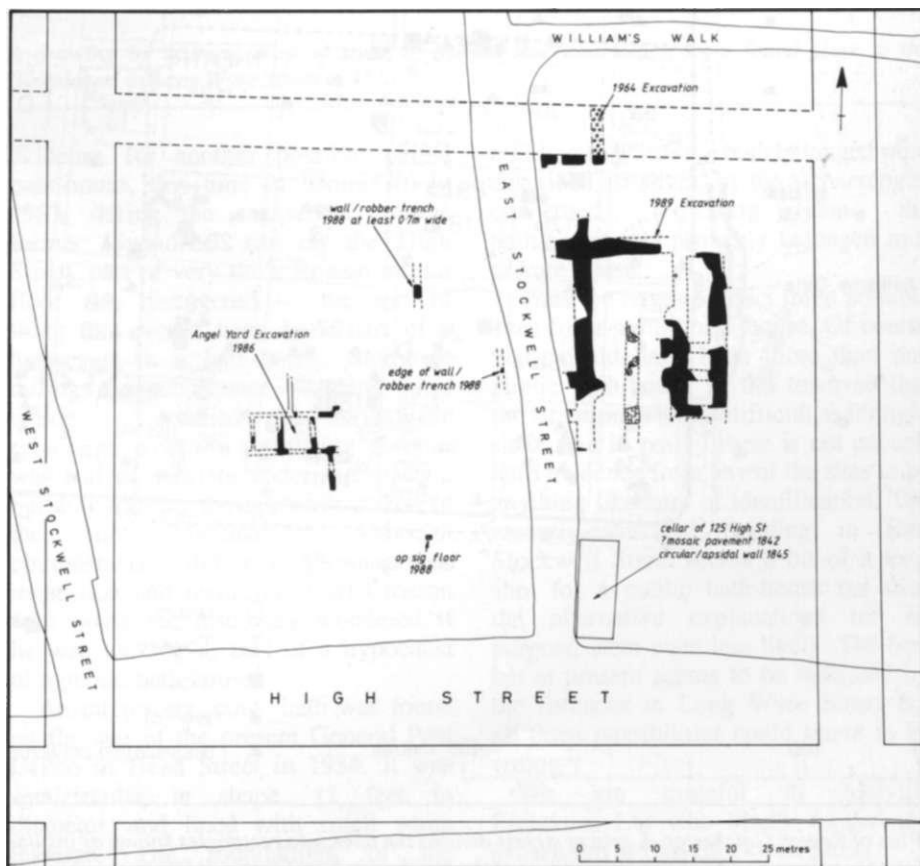 WILLIAM'S WALK
1964 Excavation
EAST STOCKWELL STREET
1989 Excavation
wall/robber trench
1988 at least 0·7m wide
Angel Yard Excavation
1986
edge of wall/
robber trench 1988
WEST STOCKWELL STREET
cellar of 125 High St
?mosaic pavement 1842
circular/apsidal wall 1845
op sig floor
1988
HIGH STREET
0 5 10 15 20 25 metres